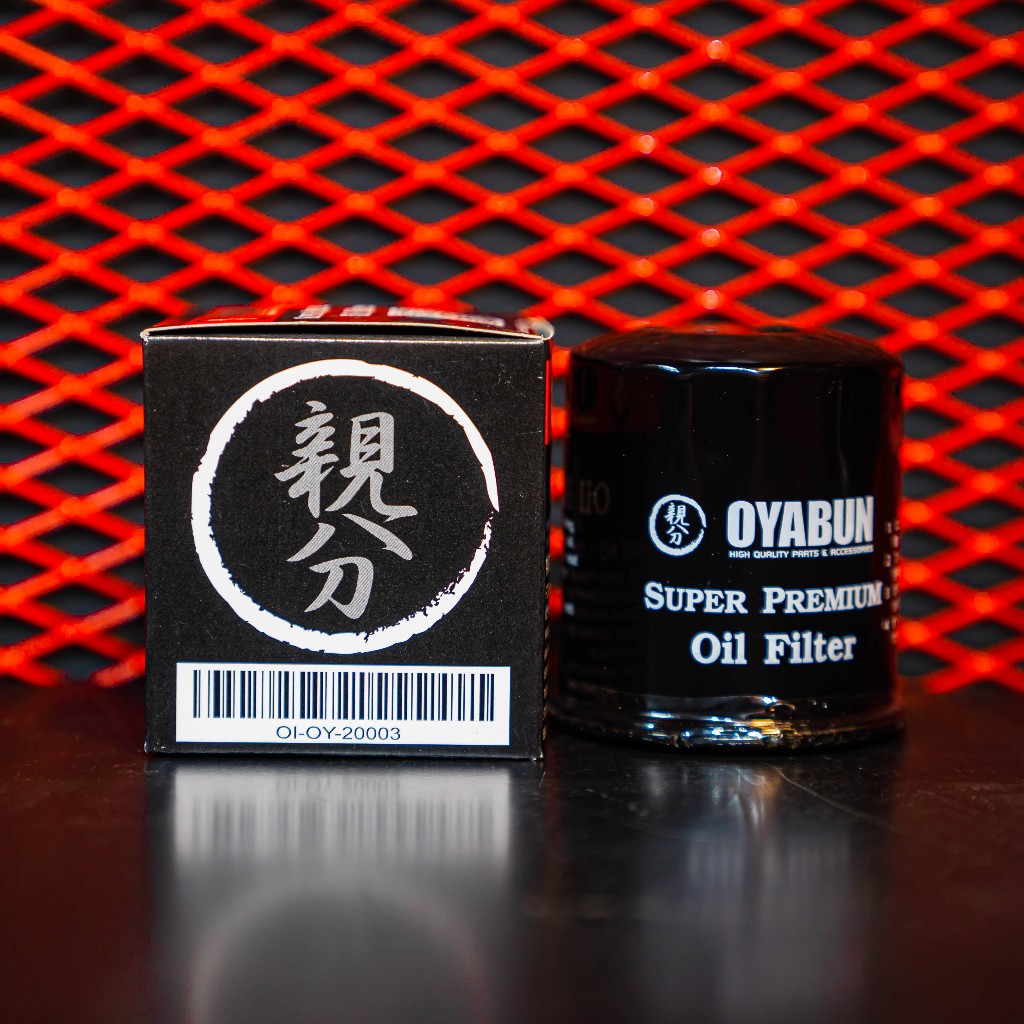 親
分
OI-OY-20003
親
分
OYABUN
HIGH QUALITY PARTS & ACCESSORIES
SUPER PREMIUM
Oil Filter